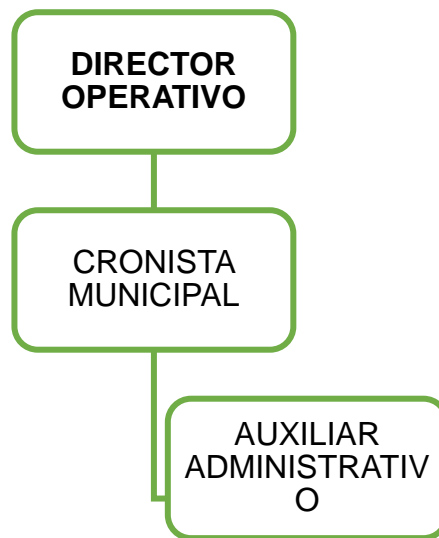 DIRECTOR
OPERATIVO
CRONISTA
MUNICIPAL
AUXILIAR
ADMINISTRATIV
O